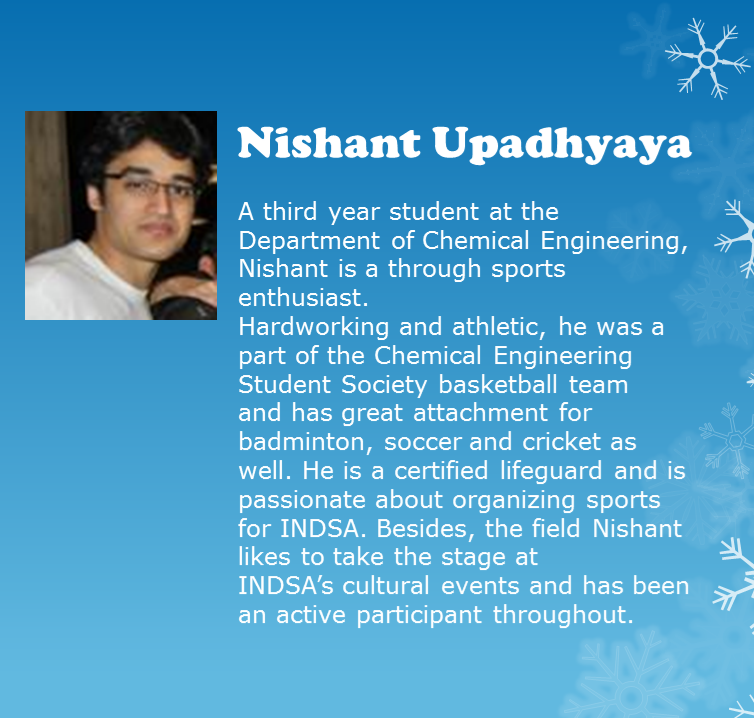 Nishant Upadhyaya
A third year student at the
Department of Chemical Engineering,
Nishant is a through sports
enthusiast.
Hardworking and athletic, he was a
part of the Chemical Engineering
Student Society basketball team
and has great attachment for
badminton, soccer and cricket as
well. He is a certified lifeguard and is
passionate about organizing sports
for INDSA. Besides, the field Nishant
likes to take the stage at
INDSA’s cultural events and has been
an active participant throughout.